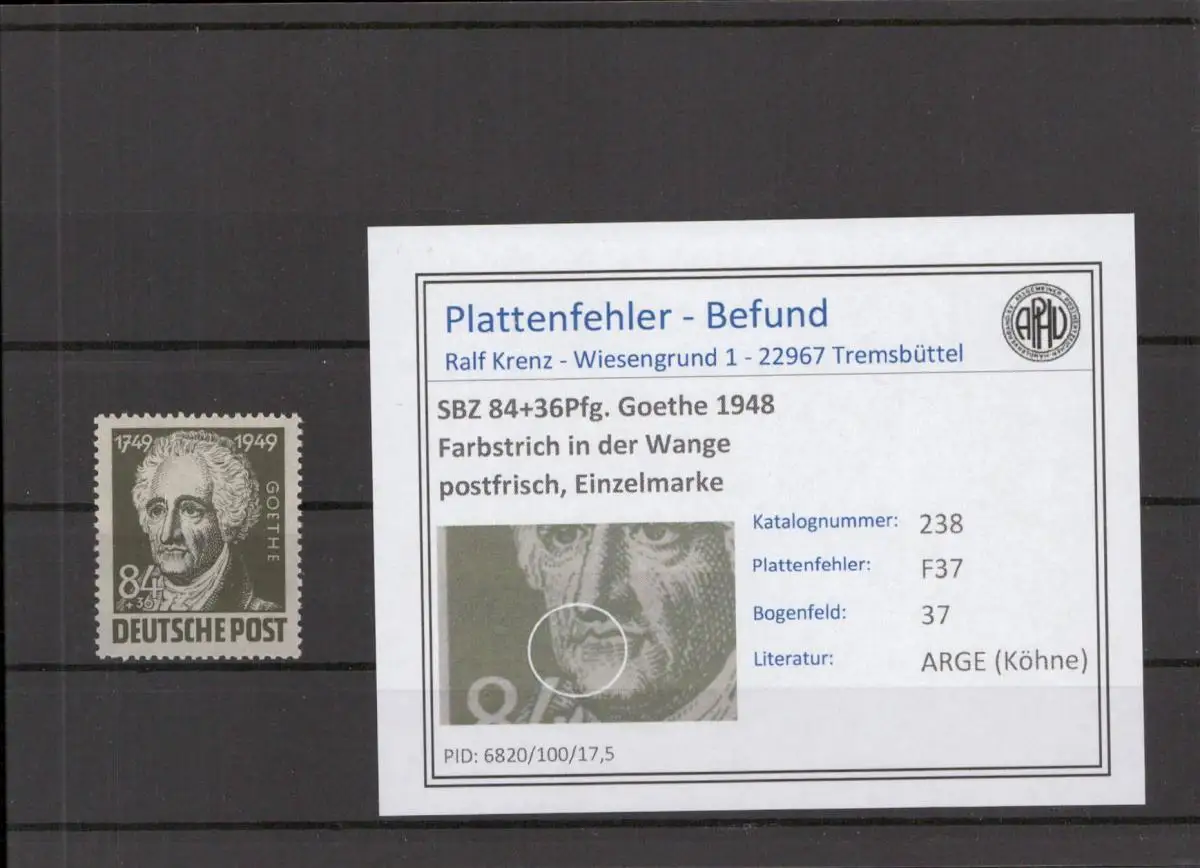 1749 1949
GOETHE
84
+36
DEUTSCHE POST
Plattenfehler - Befund
Ralf Krenz - Wiesengrund 1 - 22967 Tremsbüttel
APHV
SBZ 84+36Pfg. Goethe 1948
Farbstrich in der Wange
postfrisch, Einzelmarke
84
Katalognummer: 238
Plattenfehler: F37
Bogenfeld: 37
Literatur: ARGE (Köhne)
PID: 6820/100/17,5